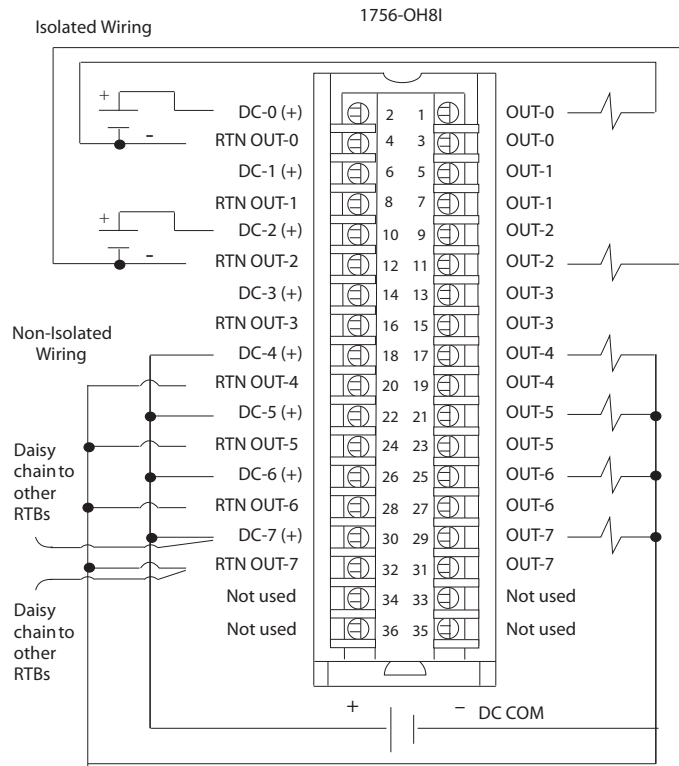 1756-OH8I
Isolated Wiring
+
DC-0 (+) 2 1 OUT-0
- RTN OUT-0 4 3 OUT-0
DC-1 (+) 6 5 OUT-1
RTN OUT-1 8 7 OUT-1
+
DC-2 (+) 10 9 OUT-2
- RTN OUT-2 12 11 OUT-2
DC-3 (+) 14 13 OUT-3
RTN OUT-3 16 15 OUT-3
Non-Isolated
Wiring
DC-4 (+) 18 17 OUT-4
RTN OUT-4 20 19 OUT-4
DC-5 (+) 22 21 OUT-5
RTN OUT-5 24 23 OUT-5
Daisy
chain to
other
RTBs
DC-6 (+) 26 25 OUT-6
RTN OUT-6 28 27 OUT-6
DC-7 (+) 30 29 OUT-7
RTN OUT-7 32 31 OUT-7
Not used 34 33 Not used
Not used 36 35 Not used
Daisy
chain to
other
RTBs
+ – DC COM